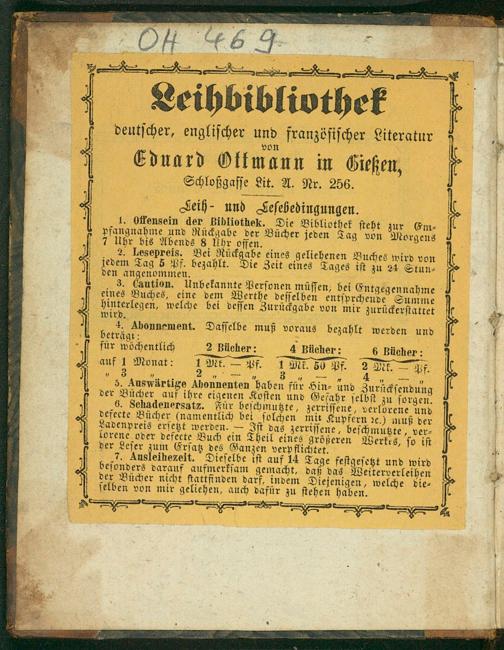 OH 469
Leihbibliothek
deutscher, englischer und französischer Literatur
von
Eduard Ottmann in Gießen,
Schloßgasse Lit. A. Nr. 256.
Leih- und Lesebedingungen.
1. Offensein der Bibliothek. Die Bibliothek steht zur Em-
pfangnahme und Rückgabe der Bücher jeden Tag von Morgens
7 Uhr bis Abends 8 Uhr offen.
2. Lesepreis. Bei Rückgabe eines geliehenen Buches wird von
jedem Tag 5 Pf. bezahlt. Die Zeit eines Tages ist zu 24 Stun-
den angenommen.
3. Caution. Unbekannte Personen müssen, bei Entgegennahme
eines Buches, eine dem Werthe desselben entsprchende Summe
hinterlegen, welche bei dessen Zurückgabe von mir zurückerstattet
wird.
4. Abonnement. Dasselbe muß voraus bezahlt werden und
beträgt:
für wöchentlich 2 Bücher: 4 Bücher: 6 Bücher:
auf 1 Monat: 1 Mk. — Pf. 1 Mk. 50 Pf. 2 Mk. — Pf.
„ 3 „ 2 „ — „ 3 „ — „ 4 „ — „
5. Auswärtige Abonnenten haben für Hin- und Zurücksendung
der Bücher auf ihre eigenen Kosten und Gefahr selbst zu sorgen.
6. Schadenersatz. Für beschmutzte, zerrissene, verlorene und
defecte Bücher (namentlich bei solchen mit Kupfern ꝛc.) muß der
Ladenpreis ersetzt werden. — Ist das zerrissene, beschmutzte, ver-
lorene oder defecte Buch ein Theil eines größeren Werkes, so ist
der Leser zum Ersatz des Ganzen verpflichtet.
7. Ausleihezeit. Dieselbe ist auf 14 Tage festgesetzt und wird
besonders darauf aufmerksam gemacht, daß das Weiterverleihen
der Bücher nicht stattfinden darf, indem Diejenigen, welche die-
selben von mir geliehen, auch dafür zu stehen haben.